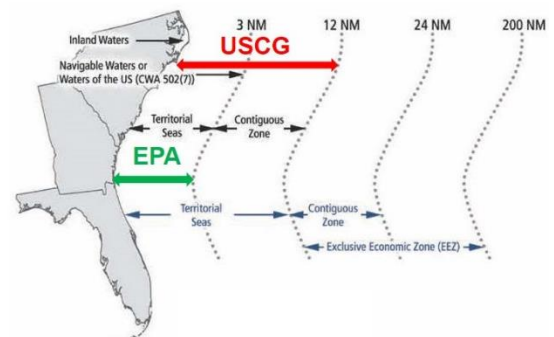 3 NM 12 NM 24 NM 200 NM
Inland Waters
USCG
Navigable Waters or
Waters of the US (CWA 502(7))
Territorial
Seas
Contiguous
Zone
EPA
Territorial
Seas
Contiguous
Zone
Exclusive Economic Zone (EEZ)